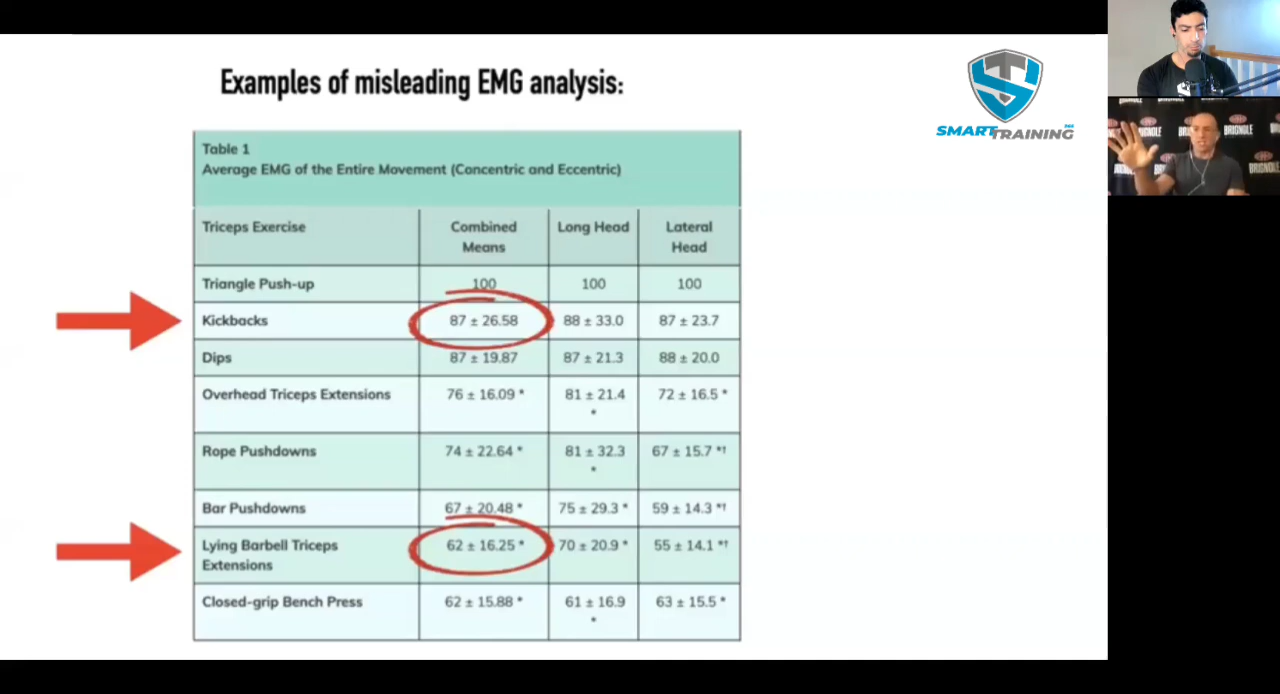 Examples of misleading EMG analysis:
SMART TRAINING 365
BRIGNOLE
BRIGNOLE
BRIGNOLE
BRIGNOLE
Table 1
Average EMG of the Entire Movement (Concentric and Eccentric)
Triceps Exercise Combined Means Long Head Lateral Head
Triangle Push-up 100 100 100
Kickbacks 87 ± 26.58 88 ± 33.0 87 ± 23.7
Dips 87 ± 19.87 87 ± 21.3 88 ± 20.0
Overhead Triceps Extensions 76 ± 16.09 * 81 ± 21.4 * 72 ± 16.5 *
Rope Pushdowns 74 ± 22.64 * 81 ± 32.3 * 67 ± 15.7 *†
Bar Pushdowns 67 ± 20.48 * 75 ± 29.3 * 59 ± 14.3 *†
Lying Barbell Triceps Extensions 62 ± 16.25 * 70 ± 20.9 * 55 ± 14.1 *†
Closed-grip Bench Press 62 ± 15.88 * 61 ± 16.9 * 63 ± 15.5 *